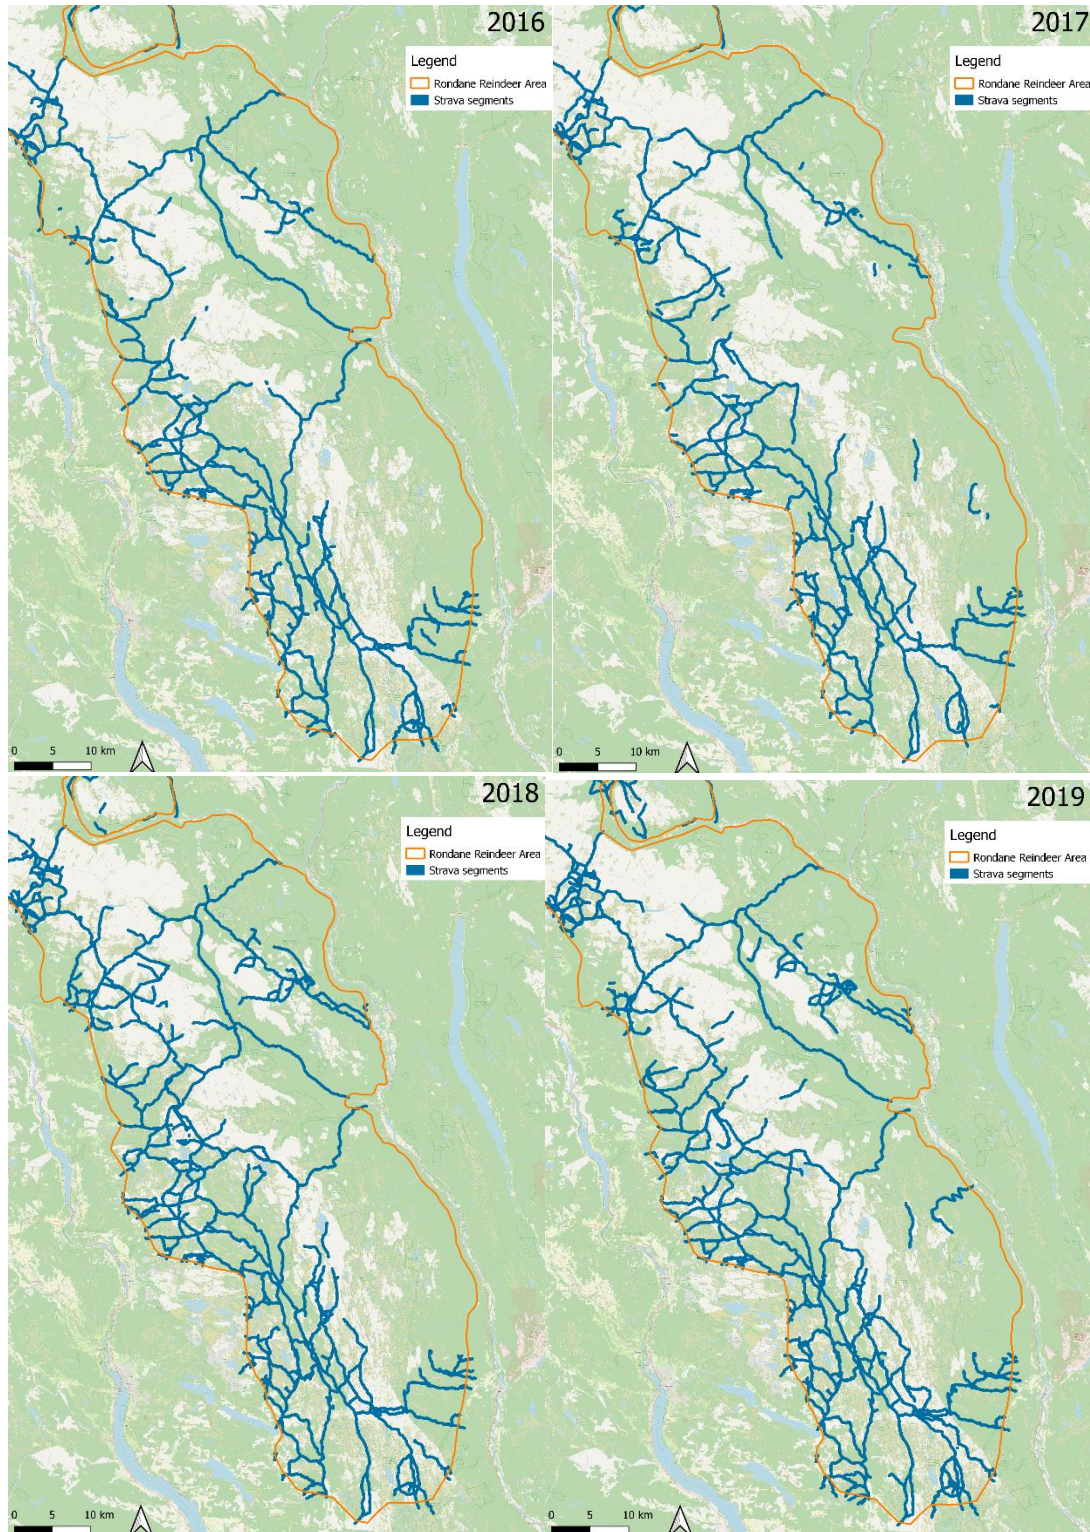 2016
Legend
Rondane Reindeer Area
Strava segments
0 5 10 km
2017
Legend
Rondane Reindeer Area
Strava segments
0 5 10 km
2018
Legend
Rondane Reindeer Area
Strava segments
0 5 10 km
2019
Legend
Rondane Reindeer Area
Strava segments
0 5 10 km